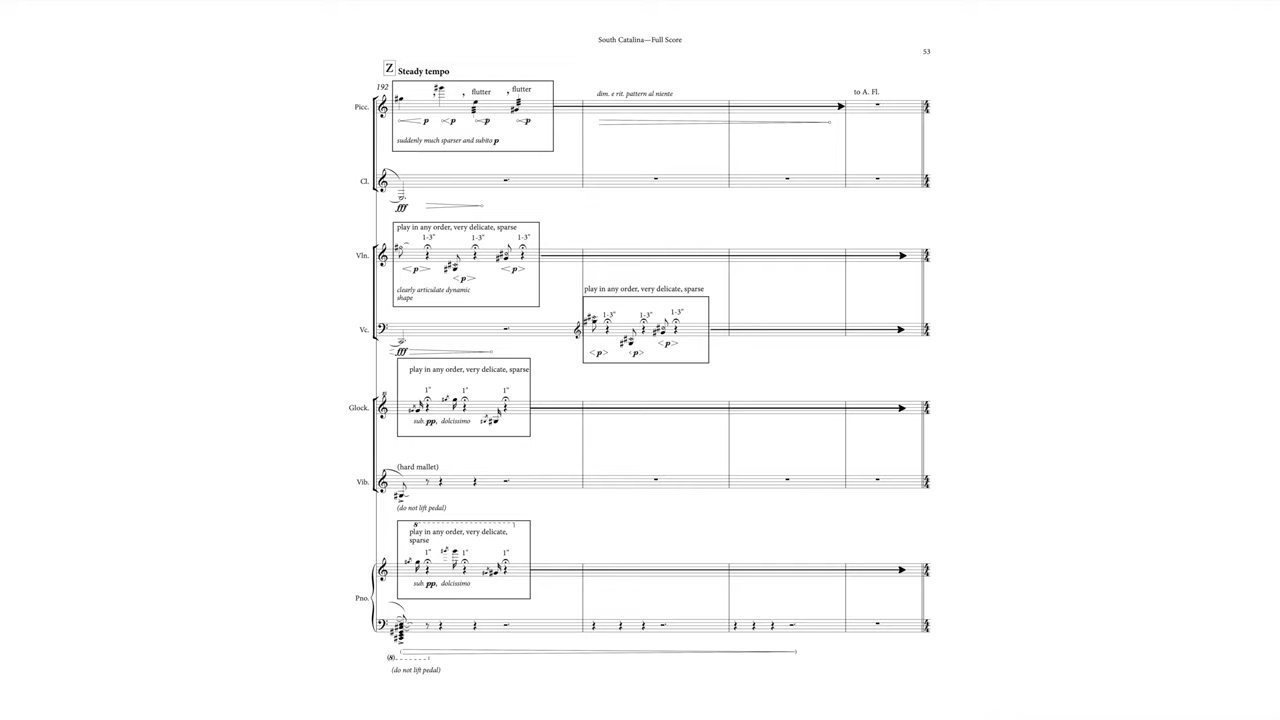 South Catalina—Full Score
53
Z Steady tempo
192
flutter
flutter
dim. e rit. pattern al niente
to A. Fl.
Picc.
p p p p
suddenly much sparser and subito p
Cl.
fff
play in any order, very delicate, sparse
1-3" 1-3" 1-3"
Vln.
p p p
clearly articulate dynamic
shape
play in any order, very delicate, sparse
1-3" 1-3" 1-3"
Vc.
fff
p p p
play in any order, very delicate, sparse
1" 1" 1"
Glock.
sub. pp, dolcissimo
(hard mallet)
Vib.
(do not lift pedal)
8
play in any order, very delicate,
sparse
1" 1" 1"
sub. pp, dolcissimo
Pno.
(8)
(do not lift pedal)